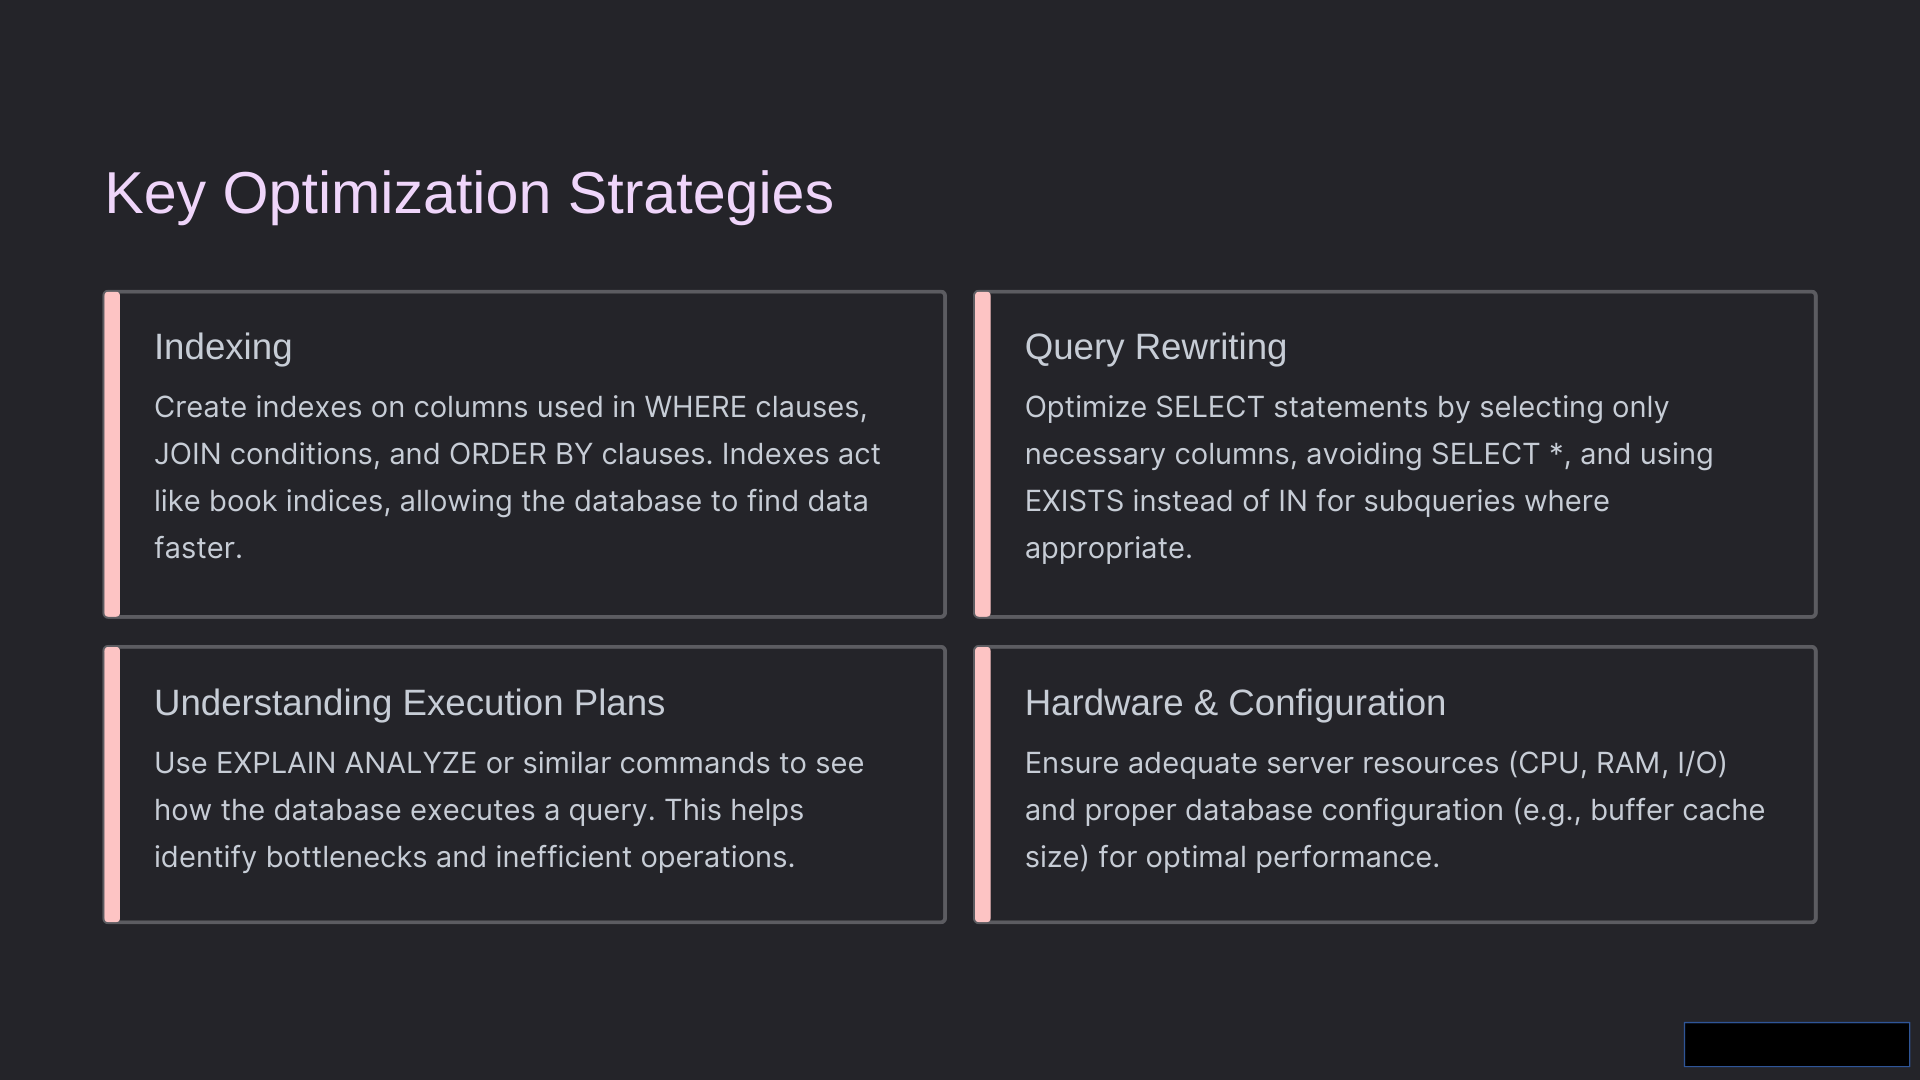 Key Optimization Strategies
Indexing
Create indexes on columns used in WHERE clauses,
JOIN conditions, and ORDER BY clauses. Indexes act
like book indices, allowing the database to find data
faster.
Query Rewriting
Optimize SELECT statements by selecting only
necessary columns, avoiding SELECT *, and using
EXISTS instead of IN for subqueries where
appropriate.
Understanding Execution Plans
Use EXPLAIN ANALYZE or similar commands to see
how the database executes a query. This helps
identify bottlenecks and inefficient operations.
Hardware & Configuration
Ensure adequate server resources (CPU, RAM, I/O)
and proper database configuration (e.g., buffer cache
size) for optimal performance.